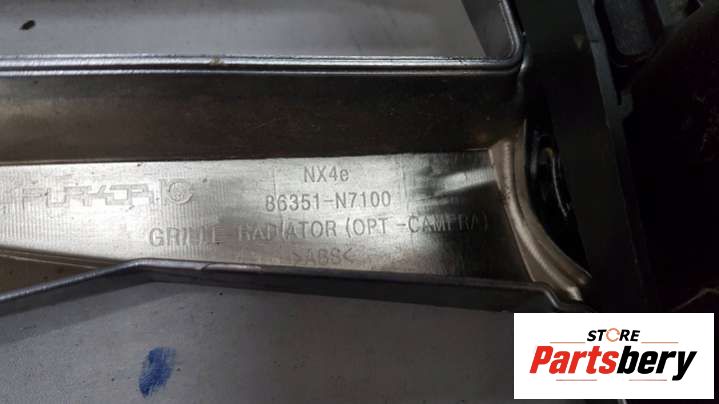 NX4e
86351-N7100
GRILLE RADIATOR (OPT -CAMERA)
>ABS<
STORE
Partsbery